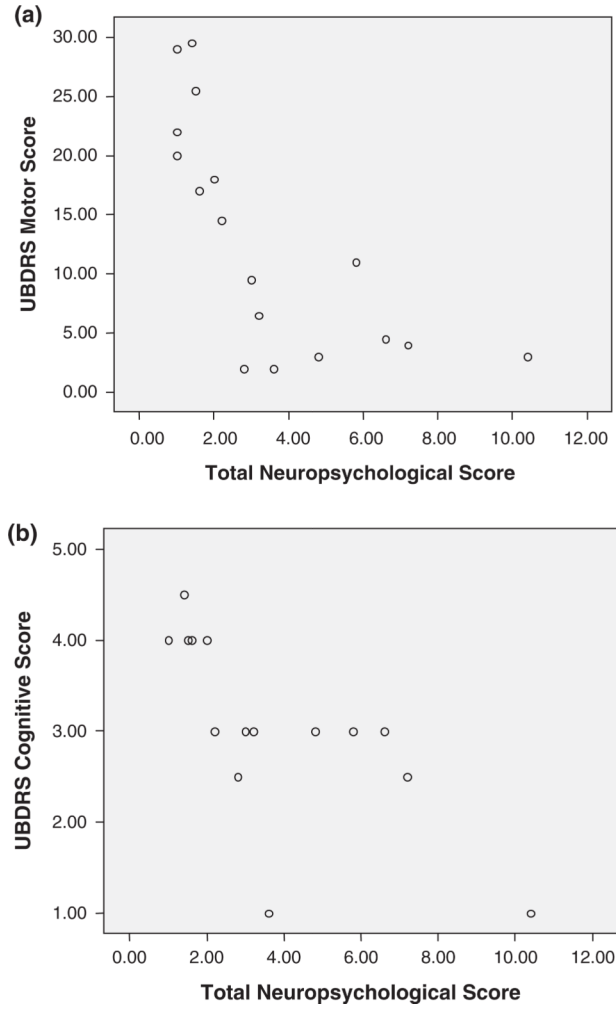 (a)
30.00
25.00
20.00
15.00
10.00
5.00
0.00
UBDRS Motor Score
0.00 2.00 4.00 6.00 8.00 10.00 12.00
Total Neuropsychological Score
(b)
5.00
4.00
3.00
2.00
1.00
UBDRS Cognitive Score
0.00 2.00 4.00 6.00 8.00 10.00 12.00
Total Neuropsychological Score